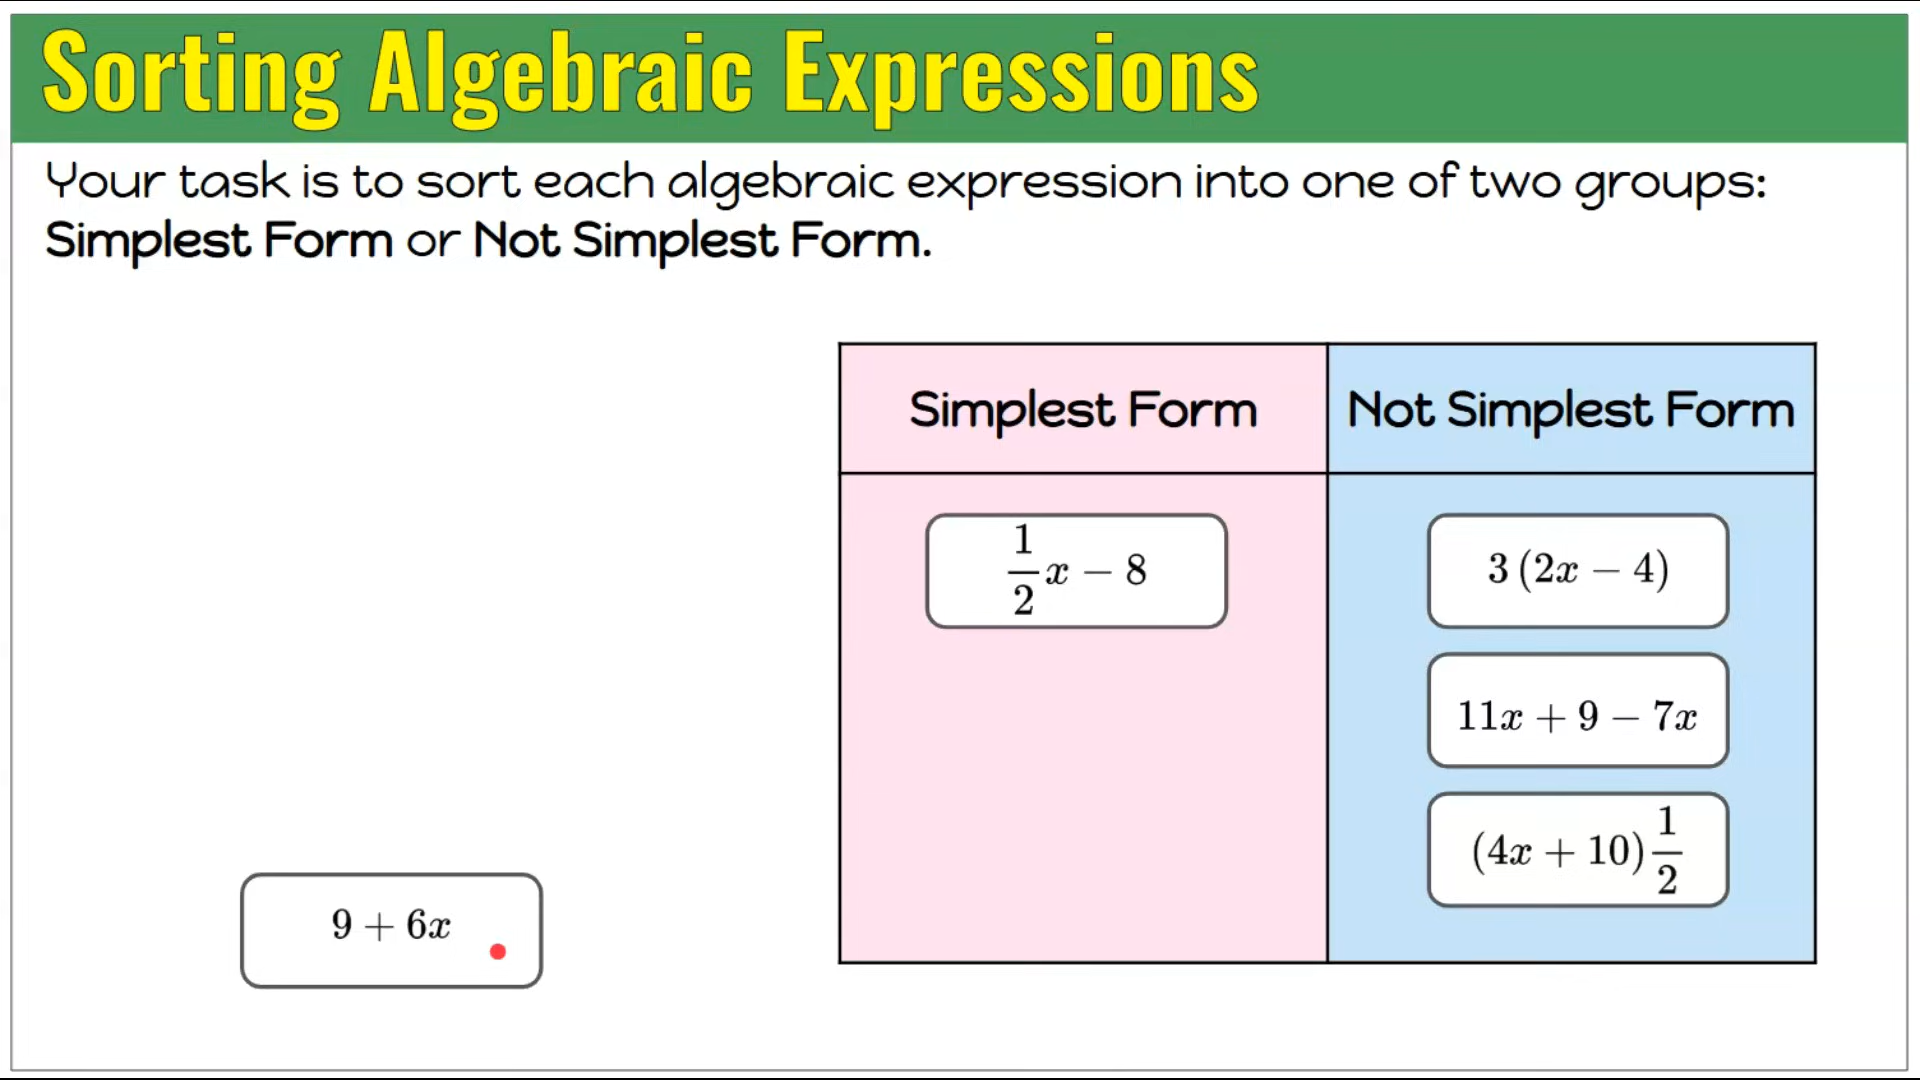 Sorting Algebraic Expressions
Your task is to sort each algebraic expression into one of two groups:
Simplest Form or Not Simplest Form.
Simplest Form
Not Simplest Form
1/2 x − 8
3 (2x − 4)
11x + 9 − 7x
(4x + 10) 1/2
9 + 6x